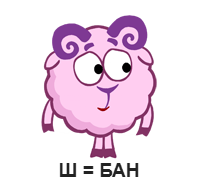 Ш = БАН